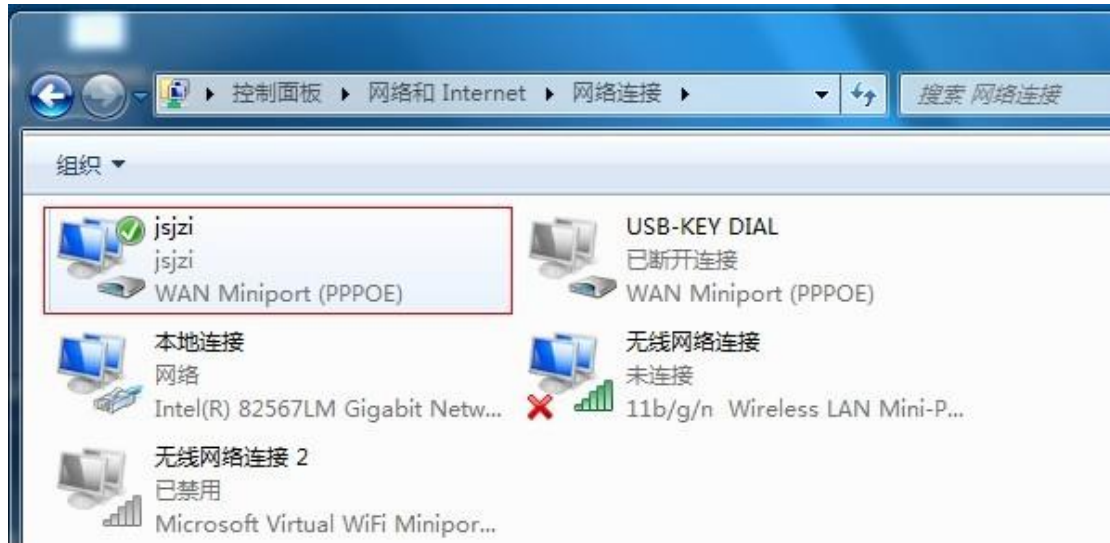 控制面板 网络和 Internet 网络连接
搜索 网络连接
组织
jsjzi
jsjzi
WAN Miniport (PPPOE)
USB-KEY DIAL
已断开连接
WAN Miniport (PPPOE)
本地连接
网络
Intel(R) 82567LM Gigabit Netw...
无线网络连接
未连接
11b/g/n Wireless LAN Mini-P...
无线网络连接 2
已禁用
Microsoft Virtual WiFi Minipor...